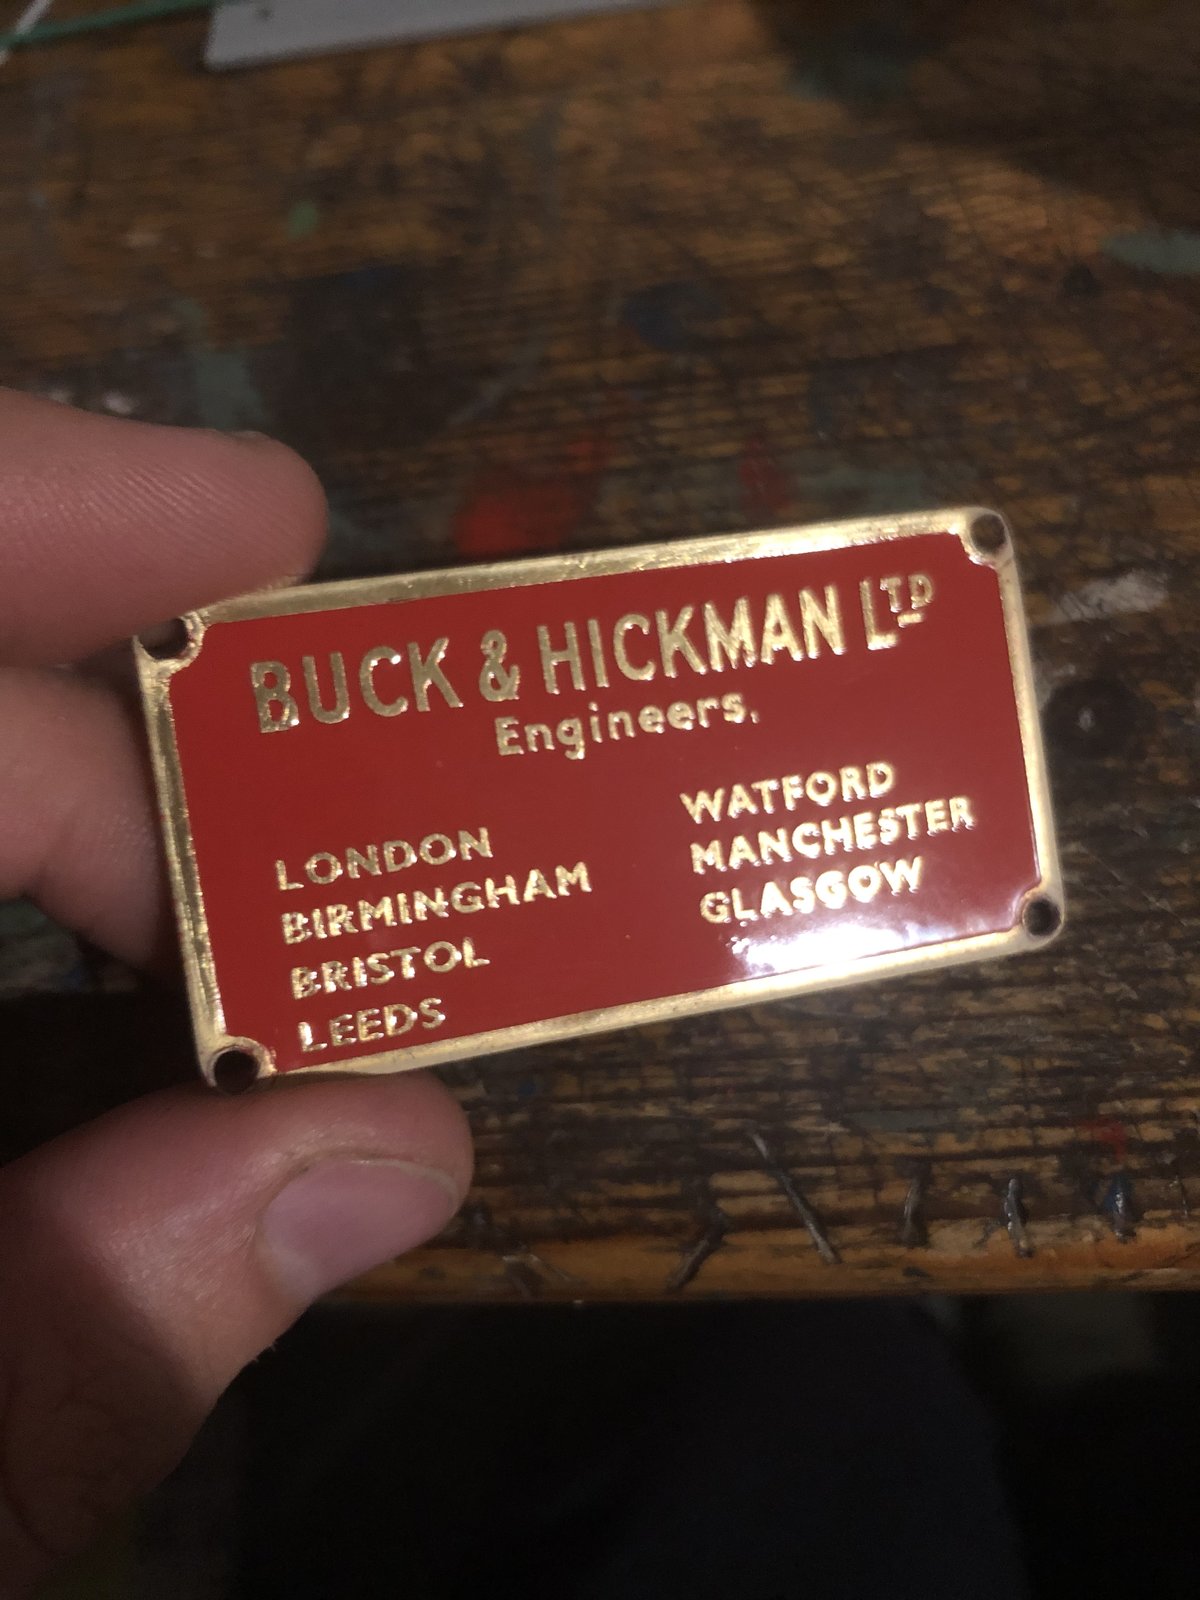 BUCK & HICKMAN LTD
Engineers.
LONDON
BIRMINGHAM
BRISTOL
LEEDS
WATFORD
MANCHESTER
GLASGOW